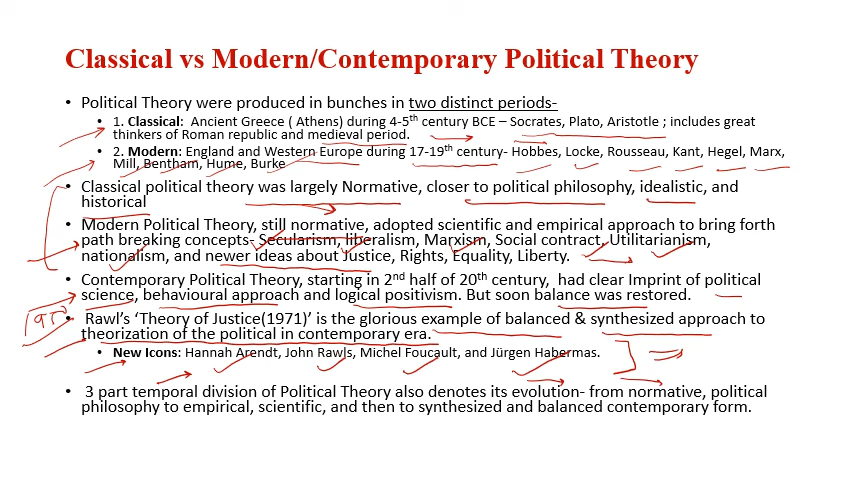 Classical vs Modern/Contemporary Political Theory
• Political Theory were produced in bunches in two distinct periods-
• 1. Classical: Ancient Greece ( Athens) during 4-5th century BCE – Socrates, Plato, Aristotle ; includes great
thinkers of Roman republic and medieval period.
• 2. Modern: England and Western Europe during 17-19th century- Hobbes, Locke, Rousseau, Kant, Hegel, Marx,
Mill, Bentham, Hume, Burke
• Classical political theory was largely Normative, closer to political philosophy, idealistic, and
historical
• Modern Political Theory, still normative, adopted scientific and empirical approach to bring forth
path breaking concepts- Secularism, liberalism, Marxism, Social contract, Utilitarianism,
nationalism, and newer ideas about Justice, Rights, Equality, Liberty.
• Contemporary Political Theory, starting in 2nd half of 20th century, had clear Imprint of political
science, behavioural approach and logical positivism. But soon balance was restored.
1950
• Rawl's 'Theory of Justice(1971)' is the glorious example of balanced & synthesized approach to
theorization of the political in contemporary era.
• New Icons: Hannah Arendt, John Rawls, Michel Foucault, and Jürgen Habermas.
• 3 part temporal division of Political Theory also denotes its evolution- from normative, political
philosophy to empirical, scientific, and then to synthesized and balanced contemporary form.